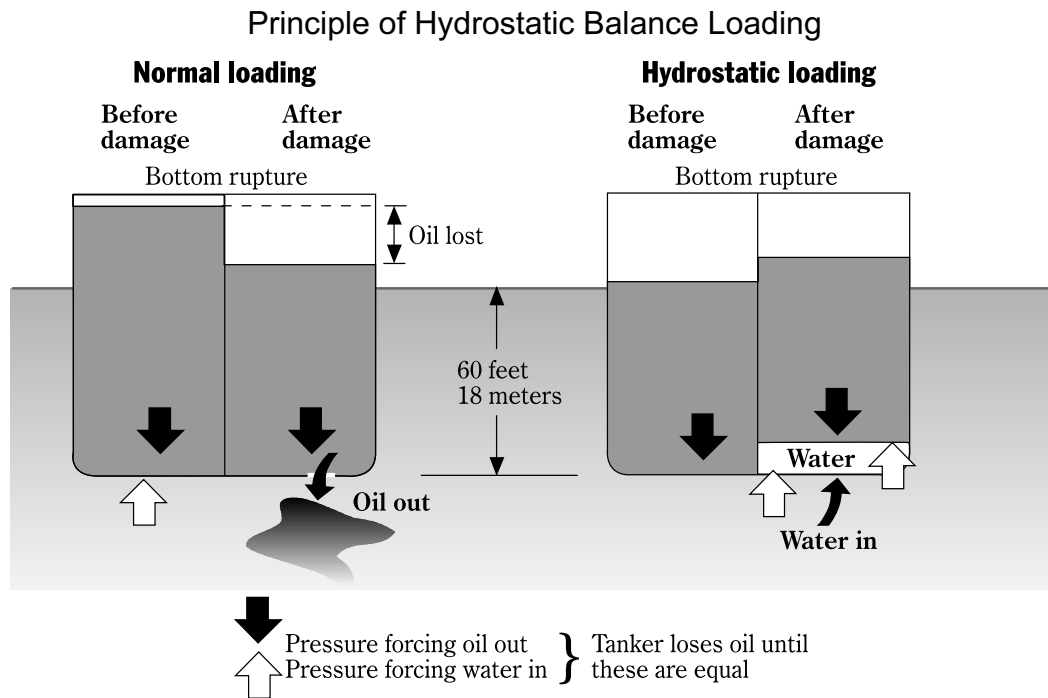 Principle of Hydrostatic Balance Loading
Normal loading
Before
damage
After
damage
Bottom rupture
Oil lost
Oil out
60 feet
18 meters
Hydrostatic loading
Before
damage
After
damage
Bottom rupture
Water
Water in
Pressure forcing oil out
Pressure forcing water in
} Tanker loses oil until
these are equal